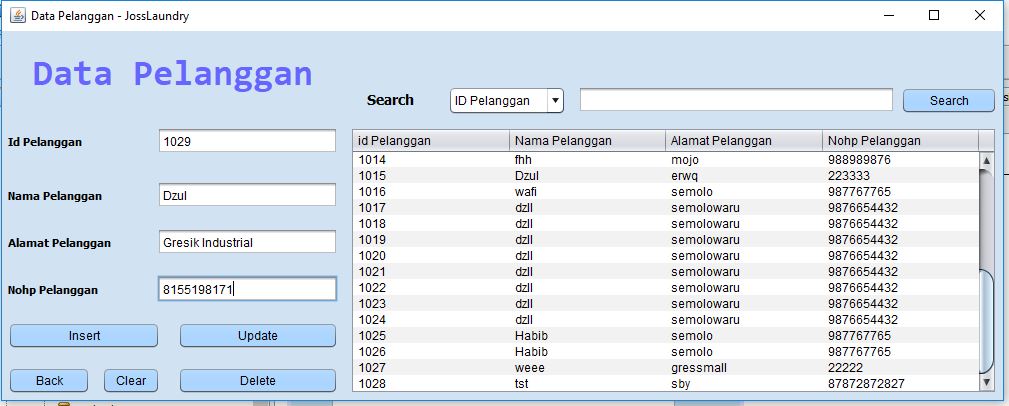 Data Pelanggan - JossLaundry
Data Pelanggan
Search ID Pelanggan Search
Id Pelanggan 1029
Nama Pelanggan Dzul
Alamat Pelanggan Gresik Industrial
Nohp Pelanggan 8155198171
Insert Update
Back Clear Delete
id Pelanggan Nama Pelanggan Alamat Pelanggan Nohp Pelanggan
1014 fhh mojo 988989876
1015 Dzul erwq 223333
1016 wafi semolo 987767765
1017 dzll semolowaru 9876654432
1018 dzll semolowaru 9876654432
1019 dzll semolowaru 9876654432
1020 dzll semolowaru 9876654432
1021 dzll semolowaru 9876654432
1022 dzll semolowaru 9876654432
1023 dzll semolowaru 9876654432
1024 dzll semolowaru 9876654432
1025 Habib semolo 987767765
1026 Habib semolo 987767765
1027 weee gressmall 22222
1028 tst sby 87872872827